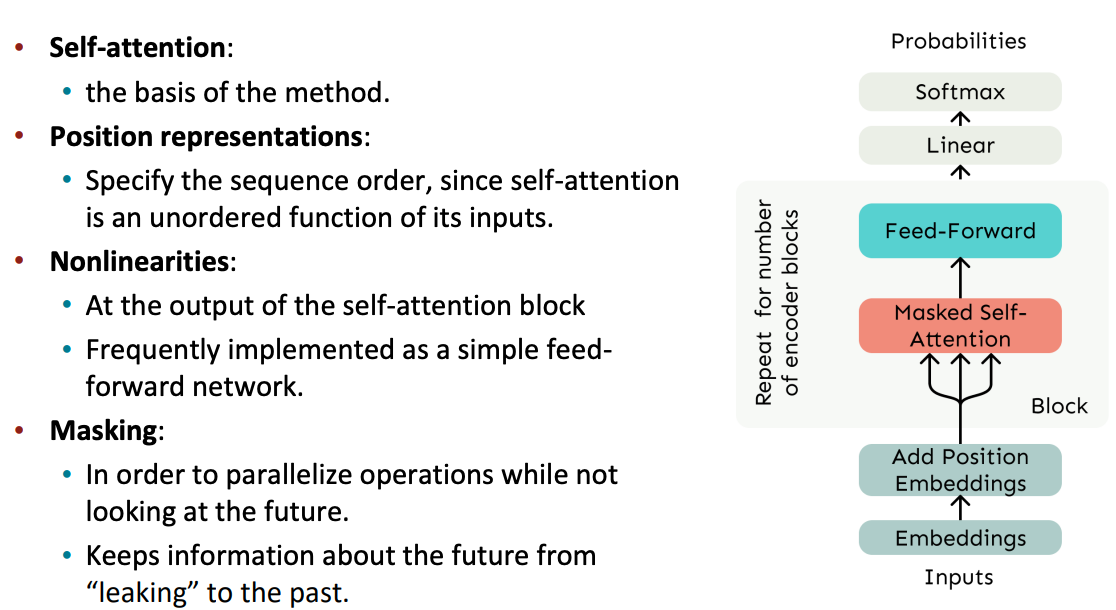 • Self-attention:
• the basis of the method.
• Position representations:
• Specify the sequence order, since self-attention
is an unordered function of its inputs.
• Nonlinearities:
• At the output of the self-attention block
• Frequently implemented as a simple feed-
forward network.
• Masking:
• In order to parallelize operations while not
looking at the future.
• Keeps information about the future from
“leaking” to the past.
Probabilities
Softmax
Linear
Repeat for number
of encoder blocks
Feed-Forward
Masked Self-
Attention
Block
Add Position
Embeddings
Embeddings
Inputs